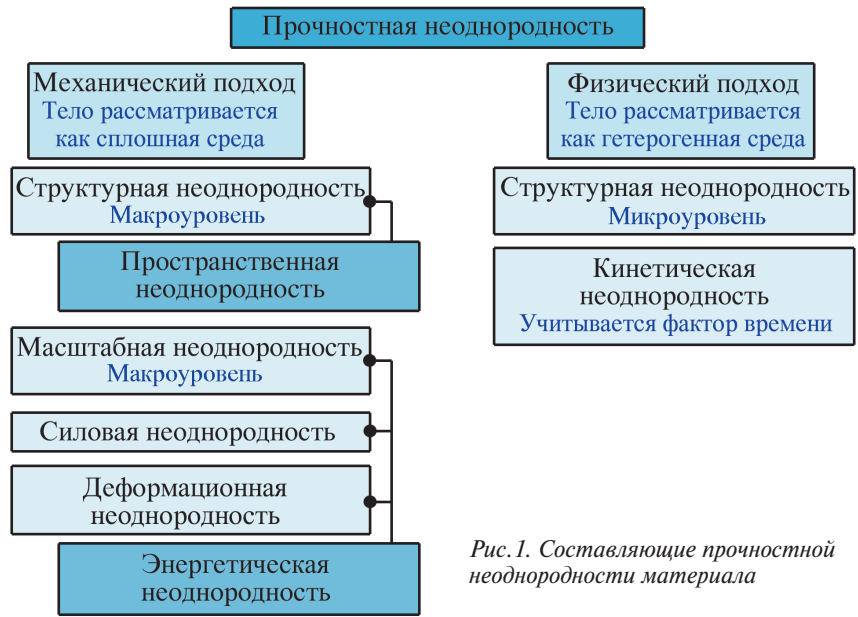 Прочностная неоднородность
Механический подход
Тело рассматривается
как сплошная среда
Структурная неоднородность
Макроуровень
Пространственная
неоднородность
Масштабная неоднородность
Макроуровень
Силовая неоднородность
Деформационная
неоднородность
Энергетическая
неоднородность
Физический подход
Тело рассматривается
как гетерогенная среда
Структурная неоднородность
Микроуровень
Кинетическая
неоднородность
Учитывается фактор времени
Рис. 1. Составляющие прочностной
неоднородности материала